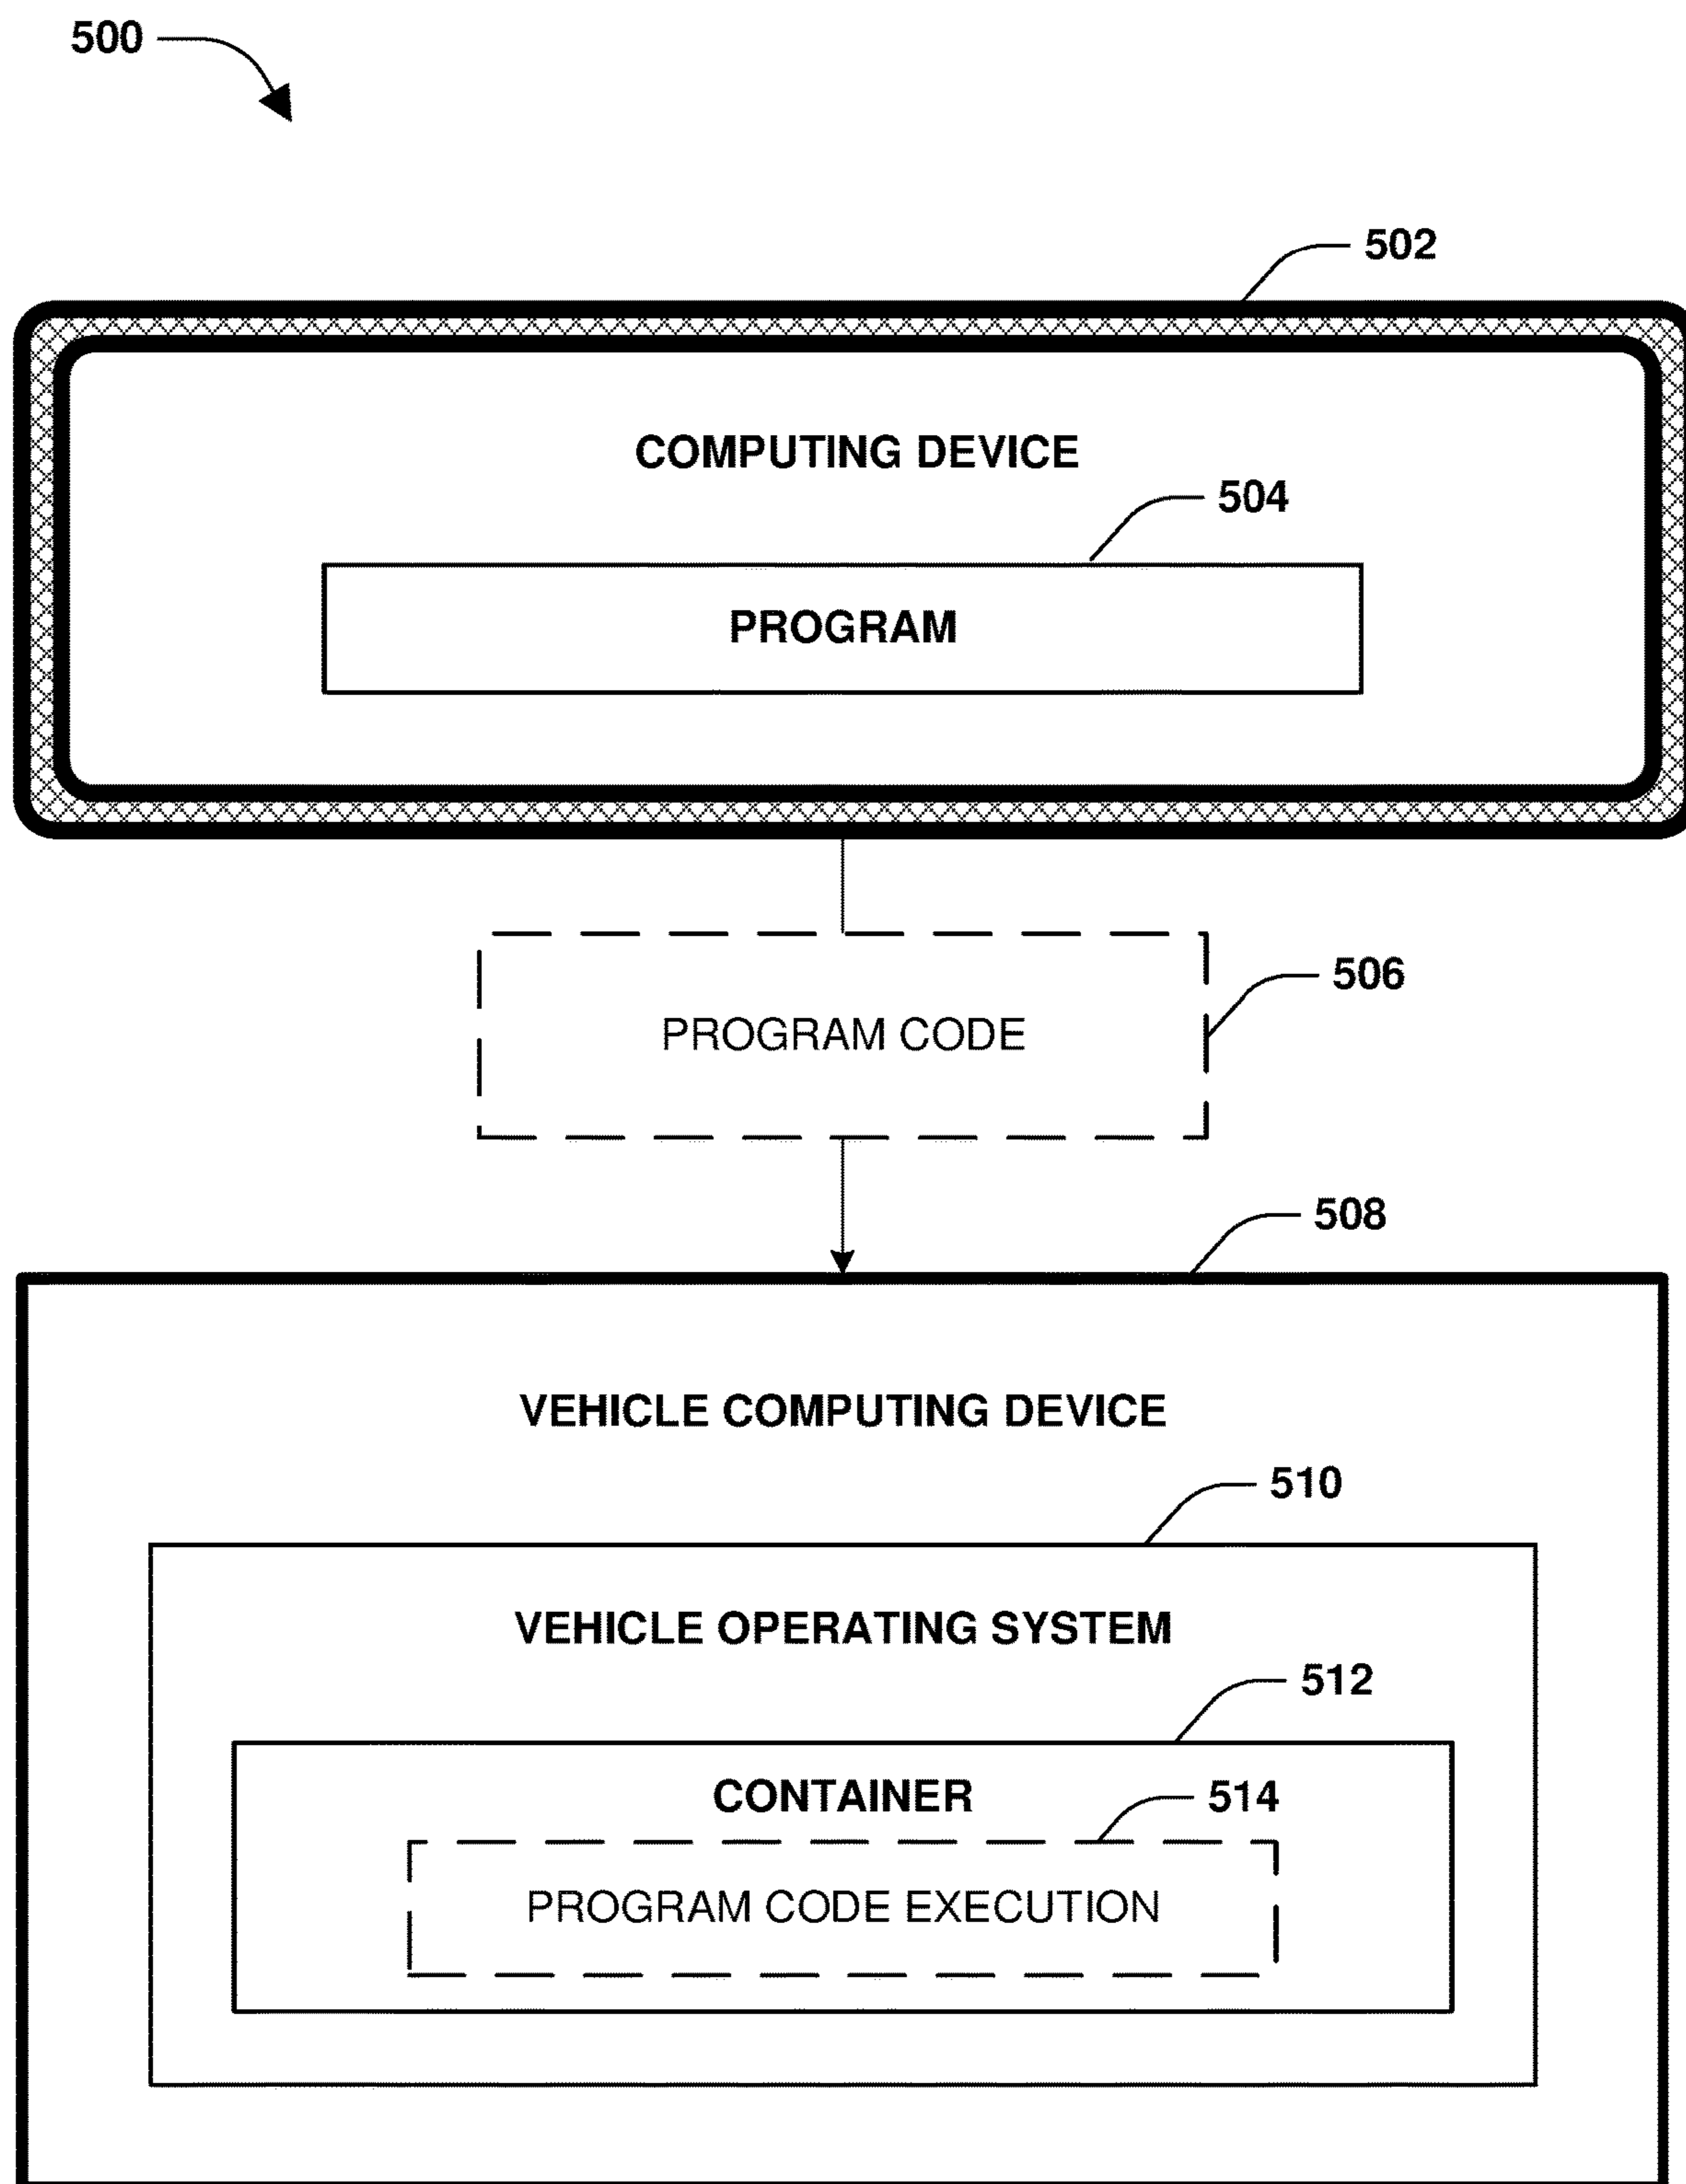 500
502
COMPUTING DEVICE
504
PROGRAM
506
PROGRAM CODE
508
VEHICLE COMPUTING DEVICE
510
VEHICLE OPERATING SYSTEM
512
CONTAINER
514
PROGRAM CODE EXECUTION